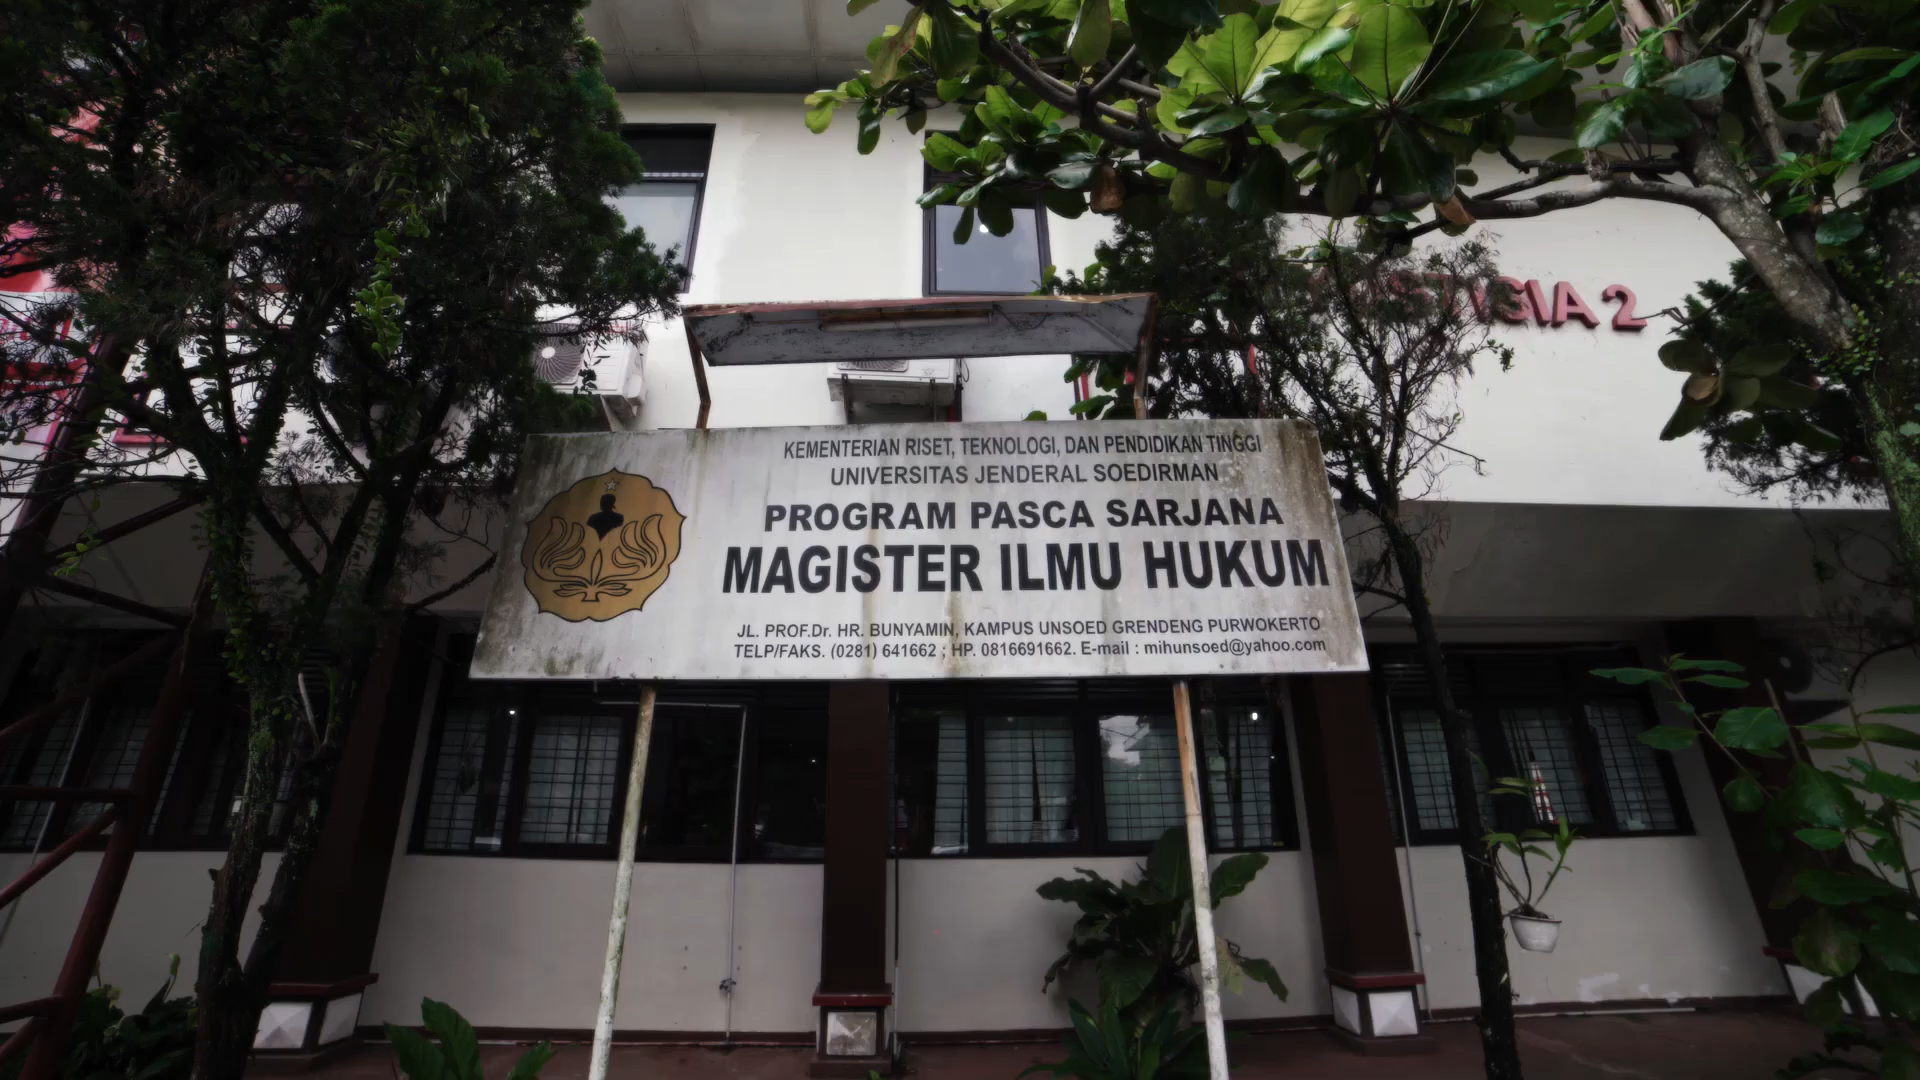 KEMENTERIAN RISET, TEKNOLOGI, DAN PENDIDIKAN TINGGI
UNIVERSITAS JENDERAL SOEDIRMAN
PROGRAM PASCA SARJANA
MAGISTER ILMU HUKUM
JL. PROF.Dr. HR. BUNYAMIN, KAMPUS UNSOED GRENDENG PURWOKERTO
TELP/FAKS. (0281) 641662 ; HP. 0816691662. E-mail : mihunsoed@yahoo.com
2